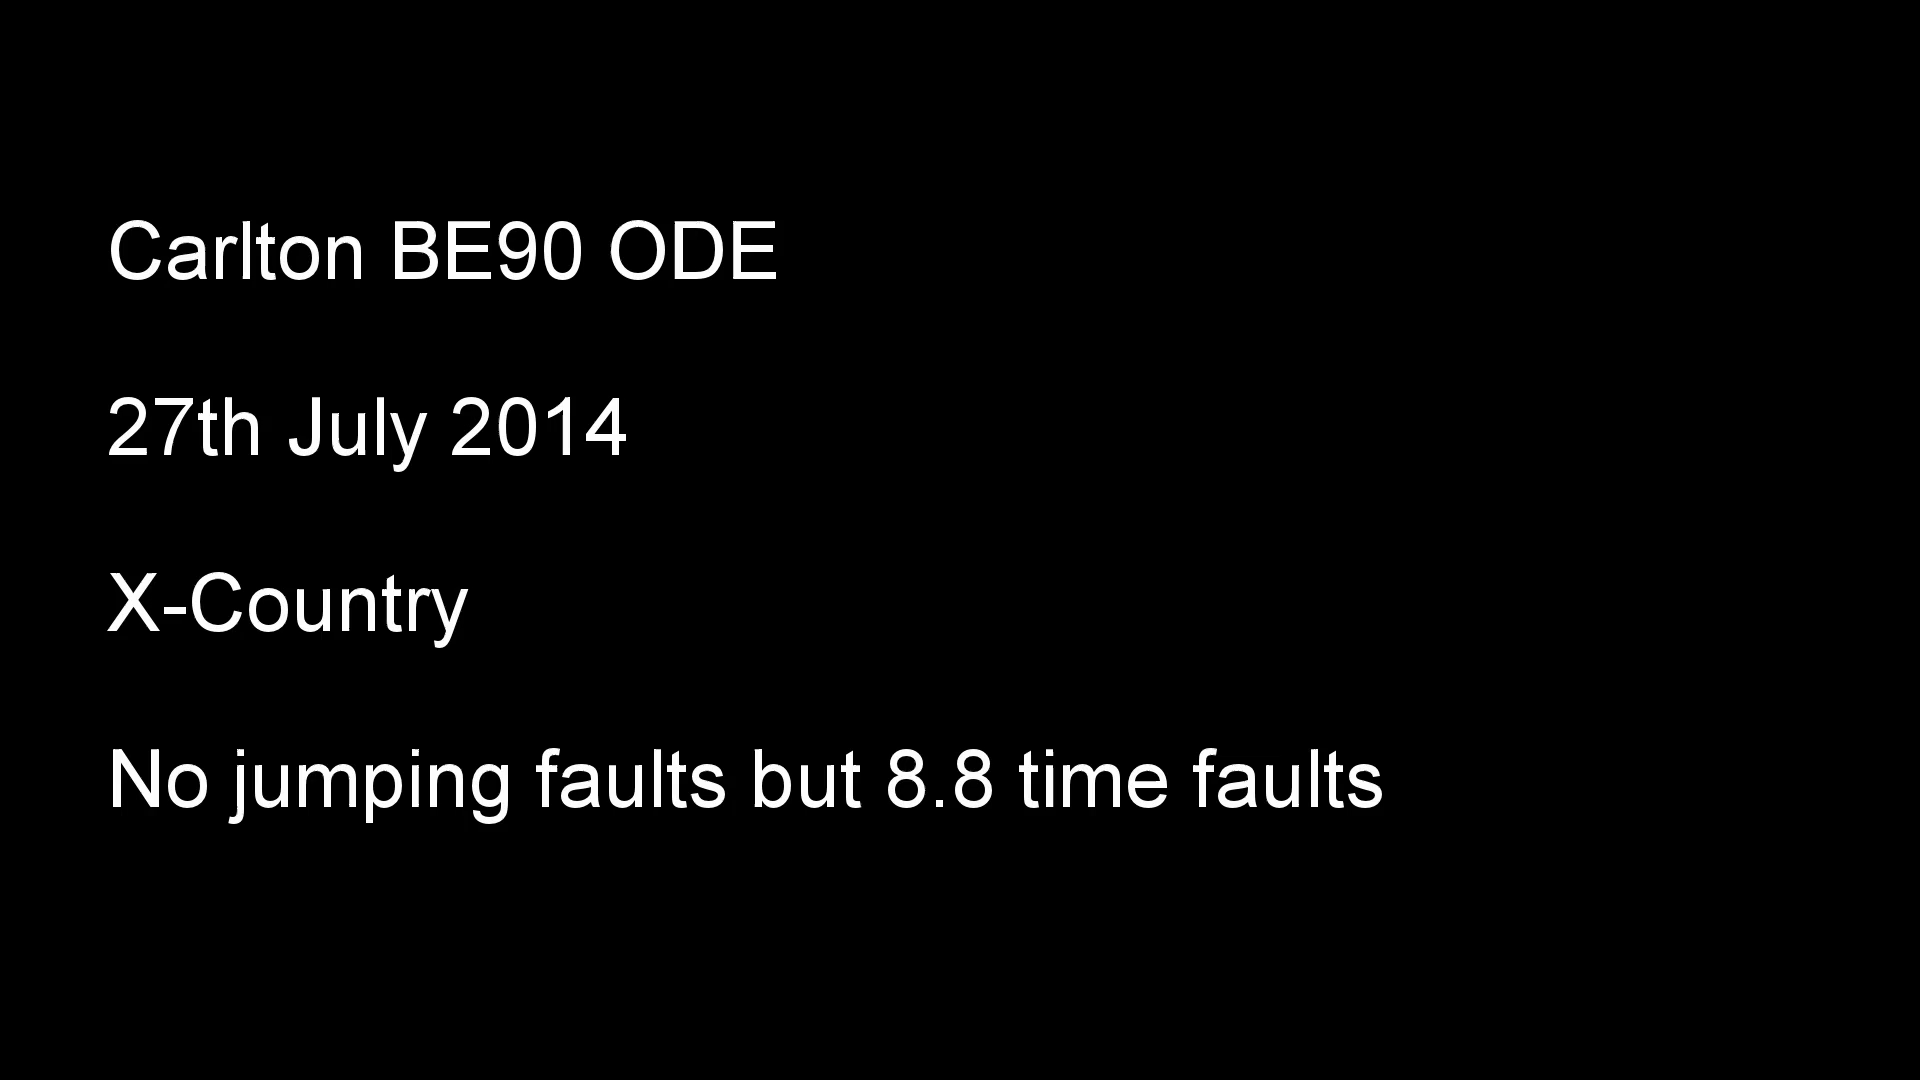 Carlton BE90 ODE
27th July 2014
X-Country
No jumping faults but 8.8 time faults